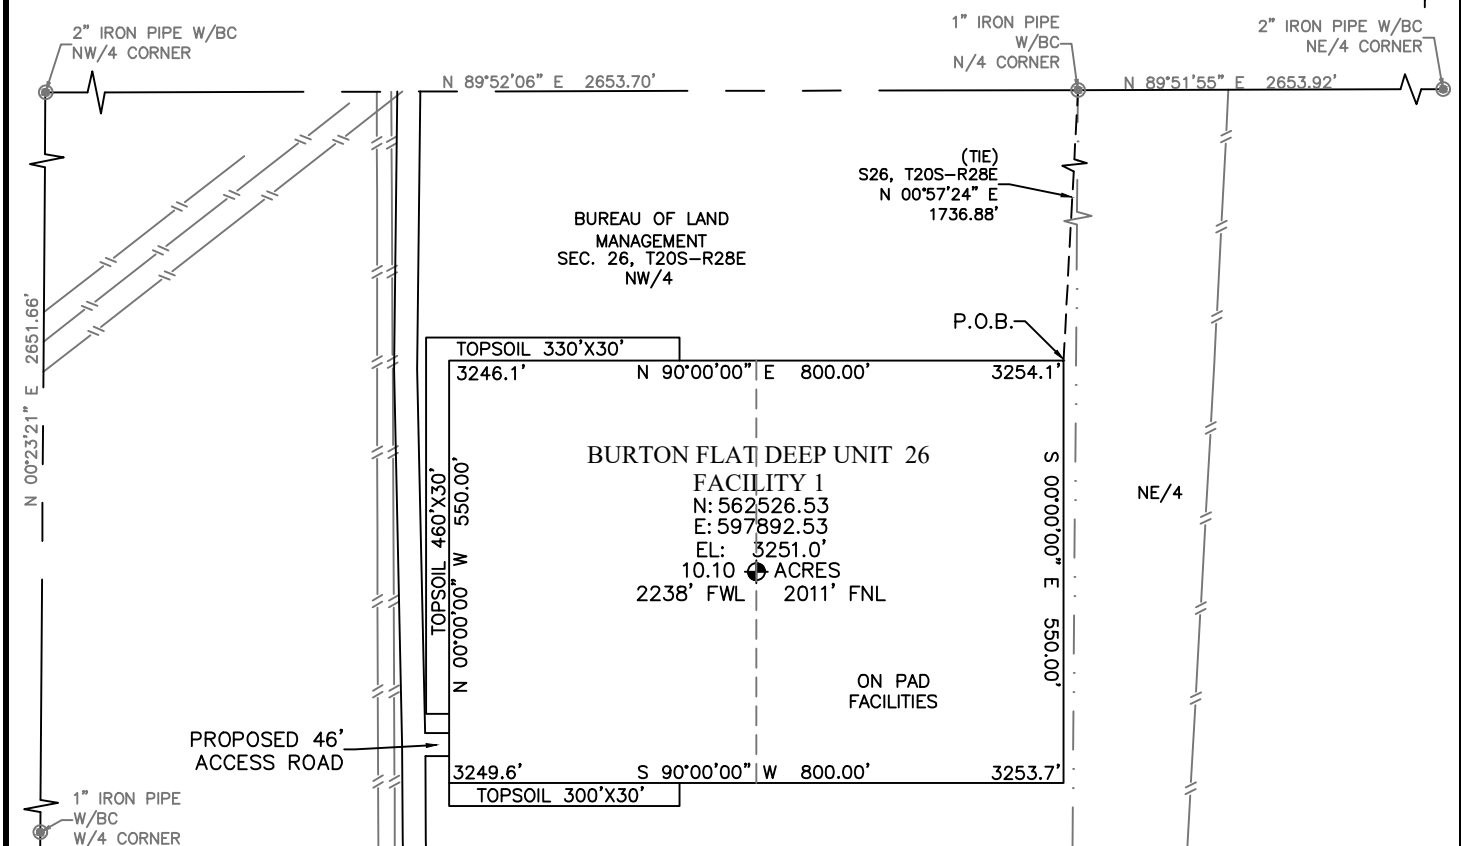 2” IRON PIPE W/BC
NW/4 CORNER
1” IRON PIPE
W/BC
N/4 CORNER
2” IRON PIPE W/BC
NE/4 CORNER
N 89°52’06” E 2653.70’
N 89°51’55” E 2653.92’
(TIE)
S26, T20S-R28E
N 00°57’24” E
1736.88’
BUREAU OF LAND
MANAGEMENT
SEC. 26, T20S-R28E
NW/4
N 00°23’21” E 2651.66’
P.O.B.
TOPSOIL 330’X30’
3246.1’
N 90°00’00” E 800.00’
3254.1’
TOPSOIL 460’X30’
N 00°00’00” W 550.00’
BURTON FLAT DEEP UNIT 26
FACILITY 1
N: 562526.53
E: 597892.53
EL: 3251.0’
10.10 ACRES
2238’ FWL 2011’ FNL
S 00°00’00” E 550.00’
NE/4
ON PAD
FACILITIES
PROPOSED 46’
ACCESS ROAD
3249.6’
S 90°00’00” W 800.00’
3253.7’
TOPSOIL 300’X30’
1” IRON PIPE
W/BC
W/4 CORNER